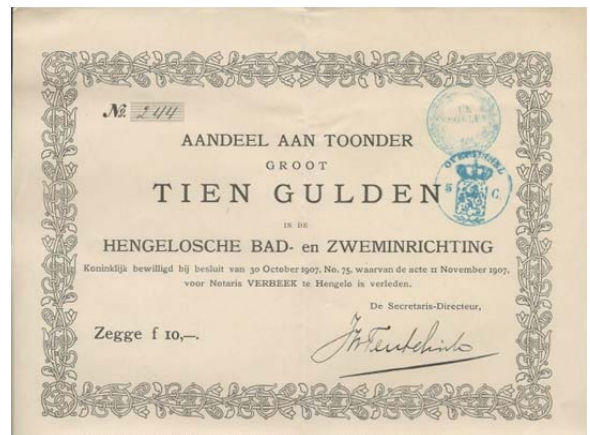 № 244
AANDEEL AAN TOONDER
GROOT
TIEN GULDEN
IN DE
HENGELOSCHE BAD- en ZWEMINRICHTING
Koninklijk bewilligd bij besluit van 30 October 1907, No. 75, waarvan de acte 11 November 1907,
voor Notaris VERBEEK te Hengelo is verleden.
De Secretaris-Directeur,
Zegge f 10,—.
OVERIJSSEL
S C.